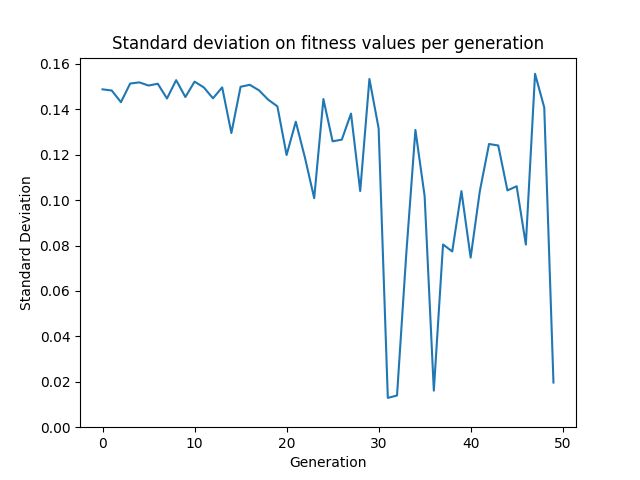 Standard deviation on fitness values per generation
0.16
0.14
0.12
0.10
0.08
0.06
0.04
0.02
0.00
Standard Deviation
0 10 20 30 40 50
Generation